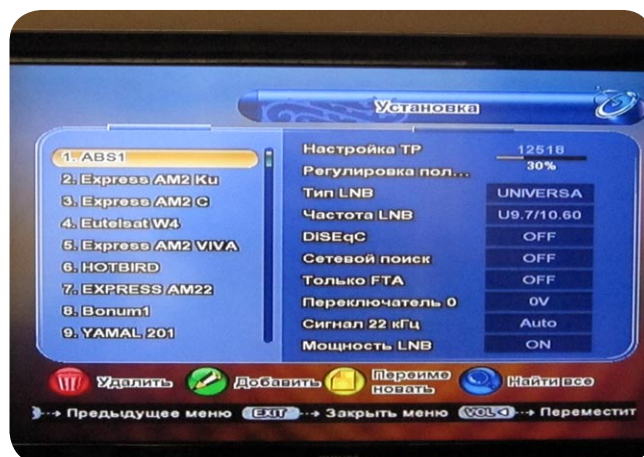 Установка
1. ABS1
2. Express AM2 Ku
3. Express AM2 C
4. Eutelsat W4
5. Express AM2 VIVA
6. HOTBIRD
7. EXPRESS AM22
8. Bonum1
9. YAMAL 201
Настройка TP 12518
Регулировка пол... 30%
Тип LNB UNIVERSA
Частота LNB U9.7/10.60
DiSEqC OFF
Сетевой поиск OFF
Только FTA OFF
Переключатель 0 0V
Сигнал 22 кГц Auto
Мощность LNB ON
Удалить Добавить Переиме
новать Найти все
Предыдущее меню EXIT Закрыть меню VOL Переместит